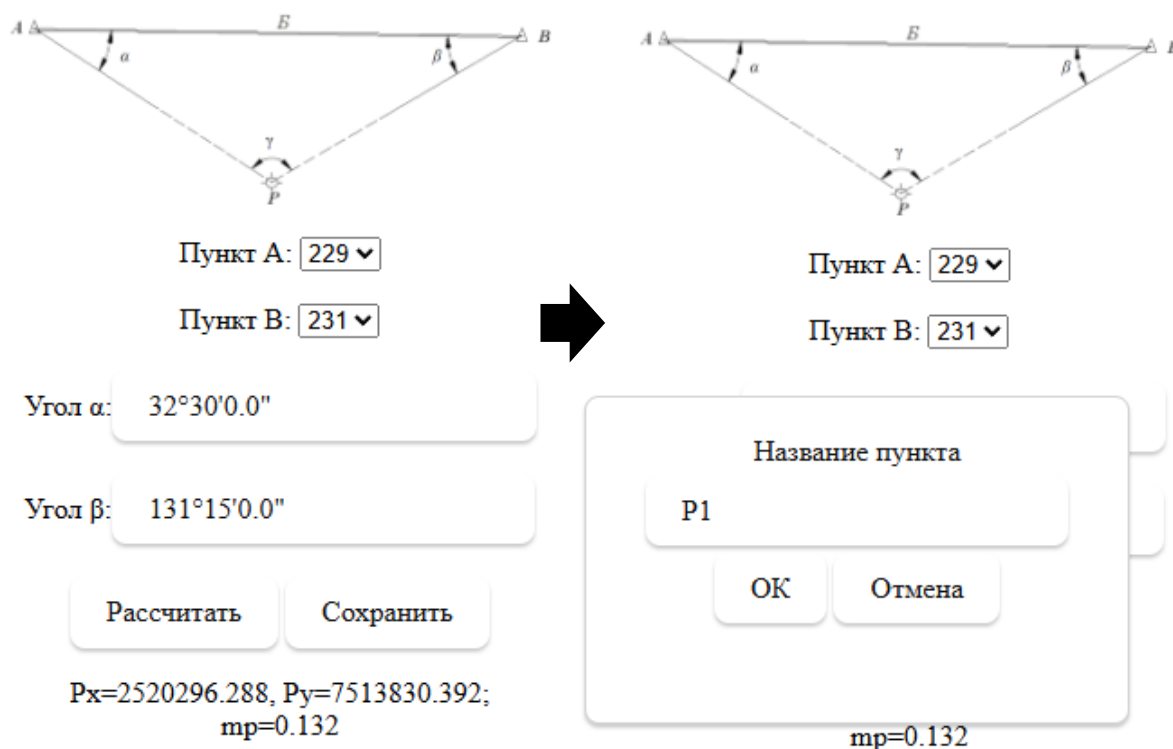 А Б В
α β
γ
Р
Пункт А: 229
Пункт В: 231
Угол α: 32°30'0.0"
Угол β: 131°15'0.0"
Рассчитать Сохранить
Px=2520296.288, Py=7513830.392;
mp=0.132
А Б
α β
γ
Р
Пункт А: 229
Пункт В: 231
Название пункта
P1
ОК Отмена
mp=0.132